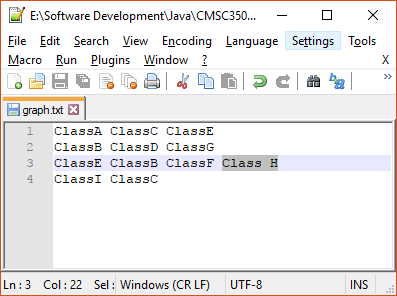 E:\Software Development\Java\CMSC350...
File Edit Search View Encoding Language Settings Tools
Macro Run Plugins Window ? X
graph.txt
1 ClassA ClassC ClassE
2 ClassB ClassD ClassG
3 ClassE ClassB ClassF Class H
4 ClassI ClassC
Ln : 3 Col : 22 Sel : Windows (CR LF) UTF-8 INS